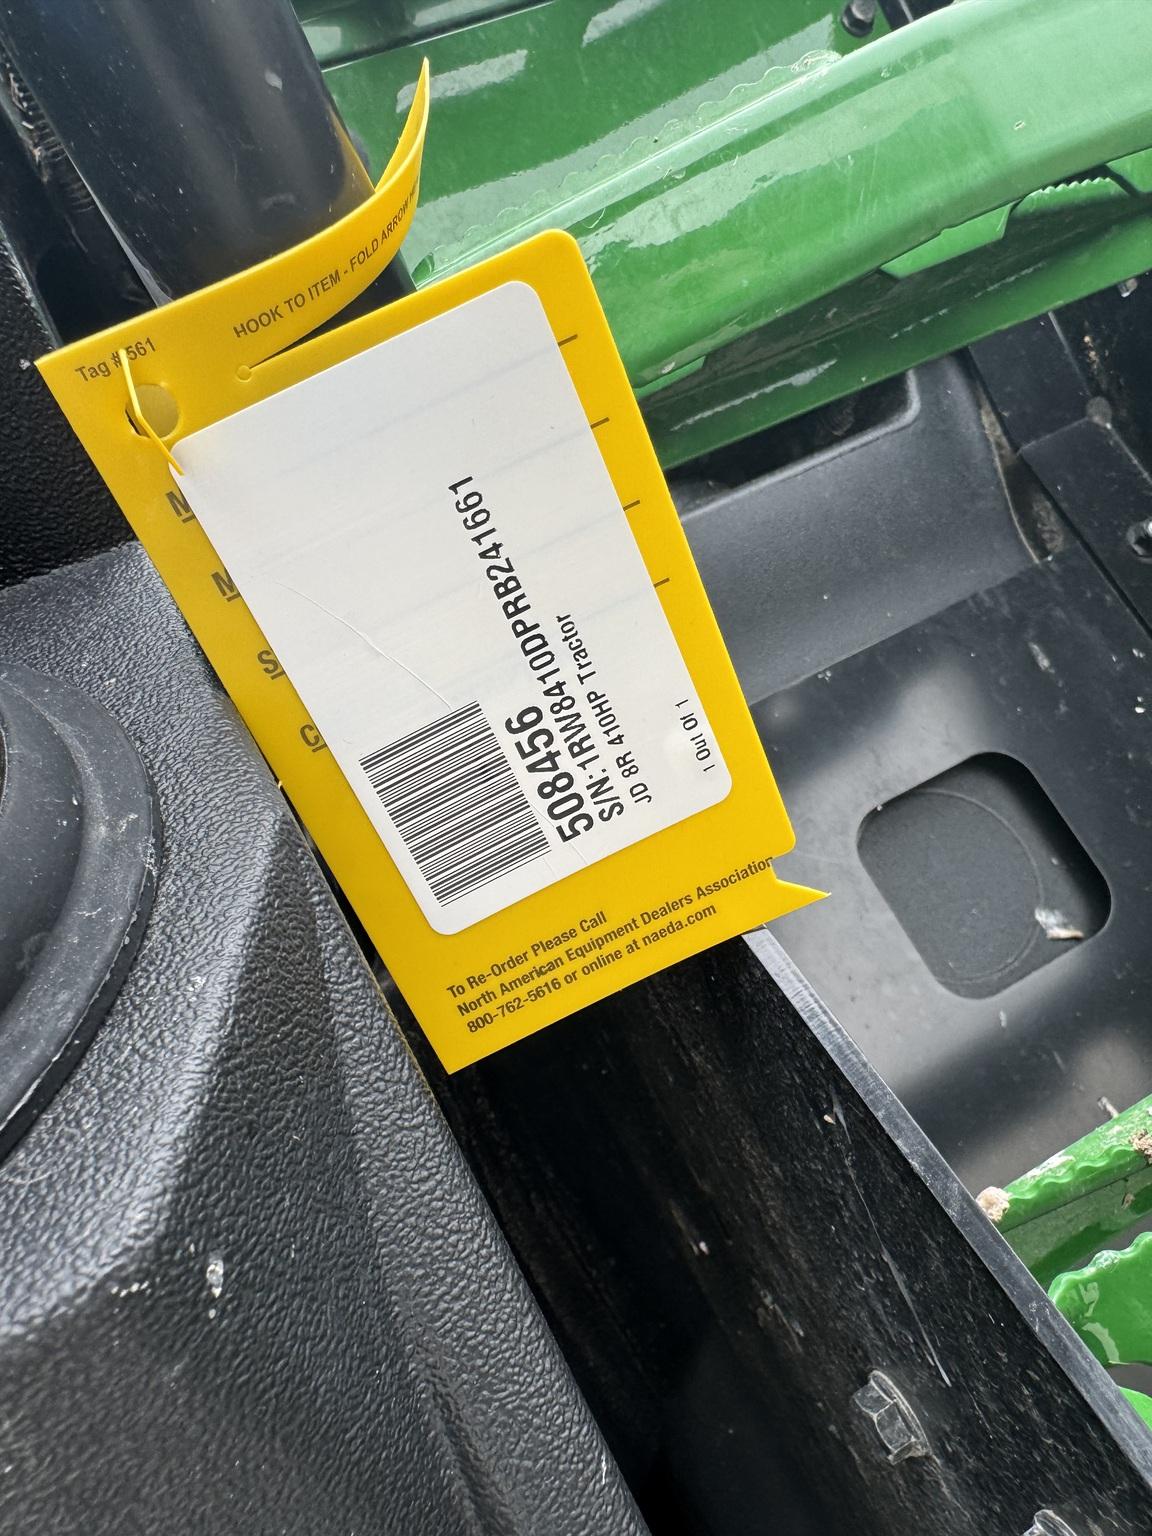 HOOK TO ITEM - FOLD ARROW
Tag # 561
M
M
S
C
508456
S/N:1RW8410DPRB241661
JD 8R 410HP Tractor
1 Out Of 1
To Re-Order Please Call
North American Equipment Dealers Association
800-762-5616 or online at naeda.com